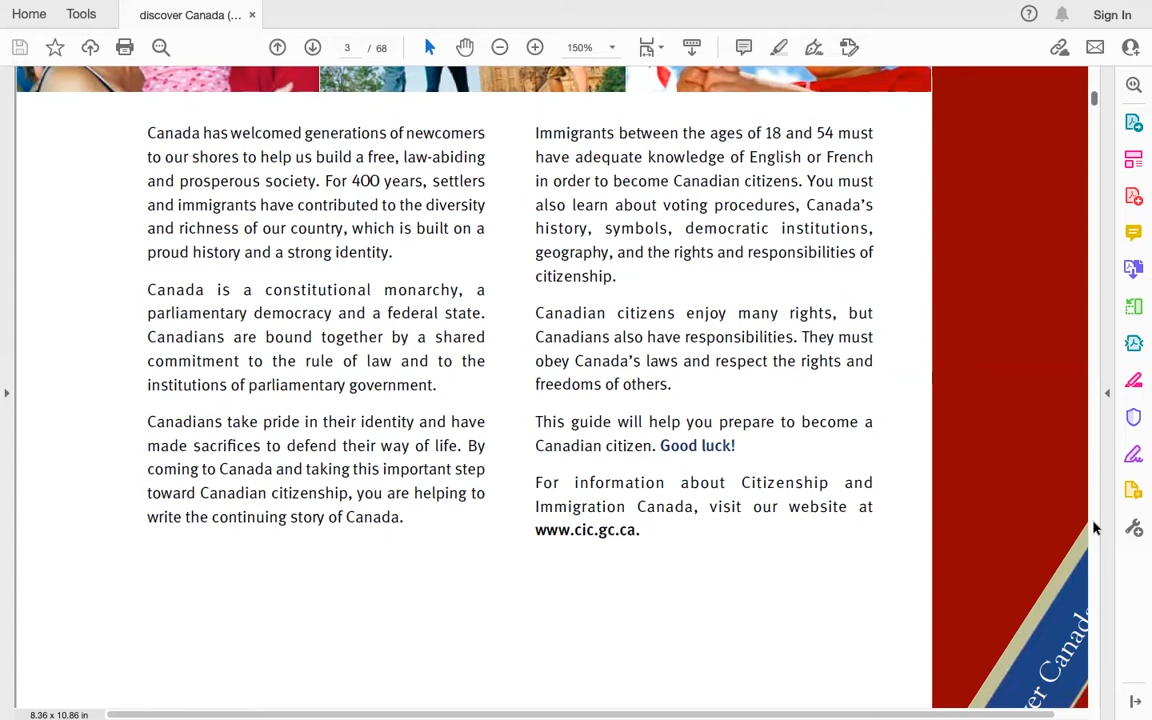 Home
Tools
discover Canada (...
×
Sign In
3 / 68
150%
Canada has welcomed generations of newcomers
to our shores to help us build a free, law-abiding
and prosperous society. For 400 years, settlers
and immigrants have contributed to the diversity
and richness of our country, which is built on a
proud history and a strong identity.
Canada is a constitutional monarchy, a
parliamentary democracy and a federal state.
Canadians are bound together by a shared
commitment to the rule of law and to the
institutions of parliamentary government.
Canadians take pride in their identity and have
made sacrifices to defend their way of life. By
coming to Canada and taking this important step
toward Canadian citizenship, you are helping to
write the continuing story of Canada.
Immigrants between the ages of 18 and 54 must
have adequate knowledge of English or French
in order to become Canadian citizens. You must
also learn about voting procedures, Canada's
history, symbols, democratic institutions,
geography, and the rights and responsibilities of
citizenship.
Canadian citizens enjoy many rights, but
Canadians also have responsibilities. They must
obey Canada's laws and respect the rights and
freedoms of others.
This guide will help you prepare to become a
Canadian citizen. Good luck!
For information about Citizenship and
Immigration Canada, visit our website at
www.cic.gc.ca.
er Canad
8.36 x 10.86 in